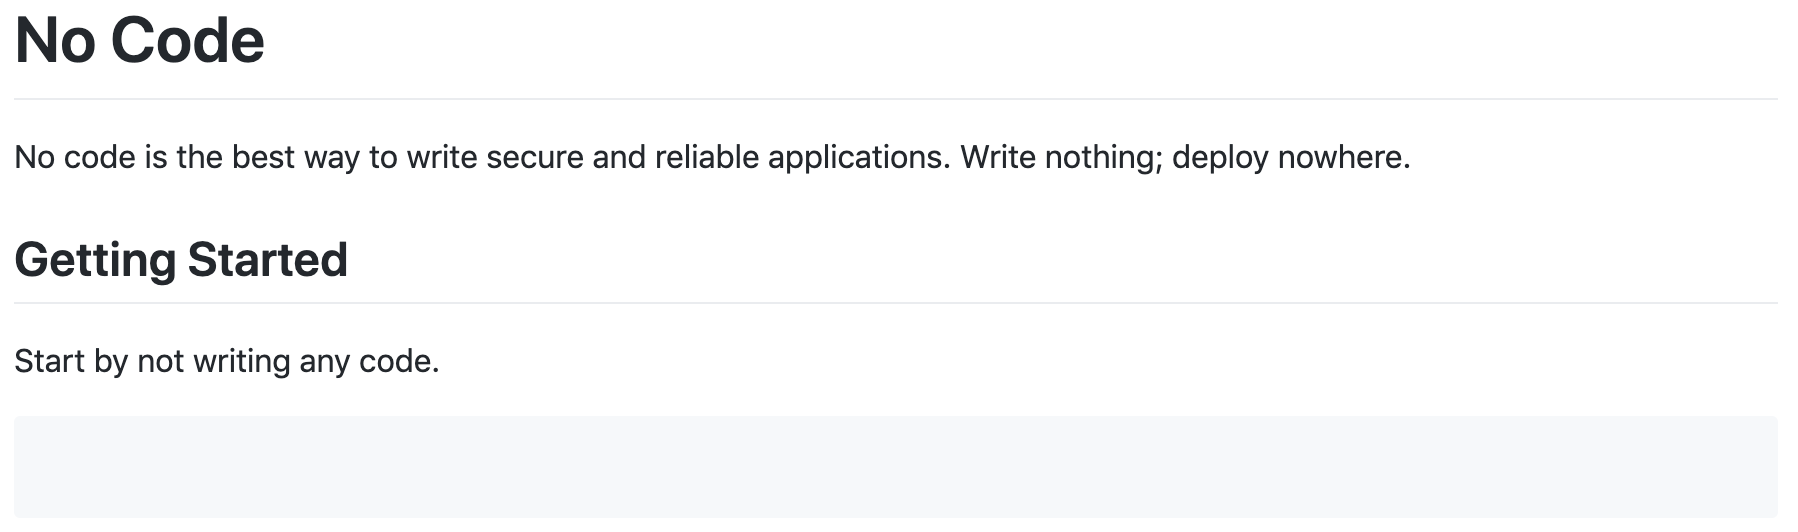 No Code
No code is the best way to write secure and reliable applications. Write nothing; deploy nowhere.
Getting Started
Start by not writing any code.